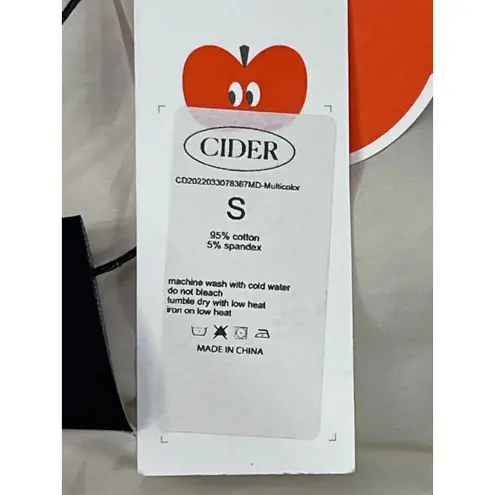 CIDER
CD2022033078367MD-Multicolor
S
95% cotton
5% spandex
machine wash with cold water
do not bleach
tumble dry with low heat
iron on low heat
MADE IN CHINA